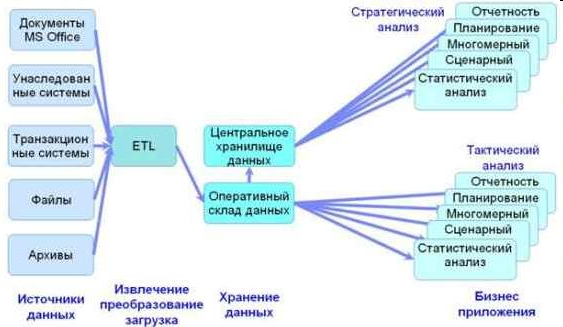 Документы
MS Office
Унаследован
ные системы
Транзакцион
ные системы
Файлы
Архивы
Источники
данных
ETL
Извлечение
преобразование
загрузка
Центральное
хранилище
данных
Оперативный
склад данных
Хранение
данных
Стратегический
анализ
Отчетность
Планирование
Многомерный
Сценарный
Статистический
анализ
Тактический
анализ
Отчетность
Планирование
Многомерный
Сценарный
Статистический
анализ
Бизнес
приложения